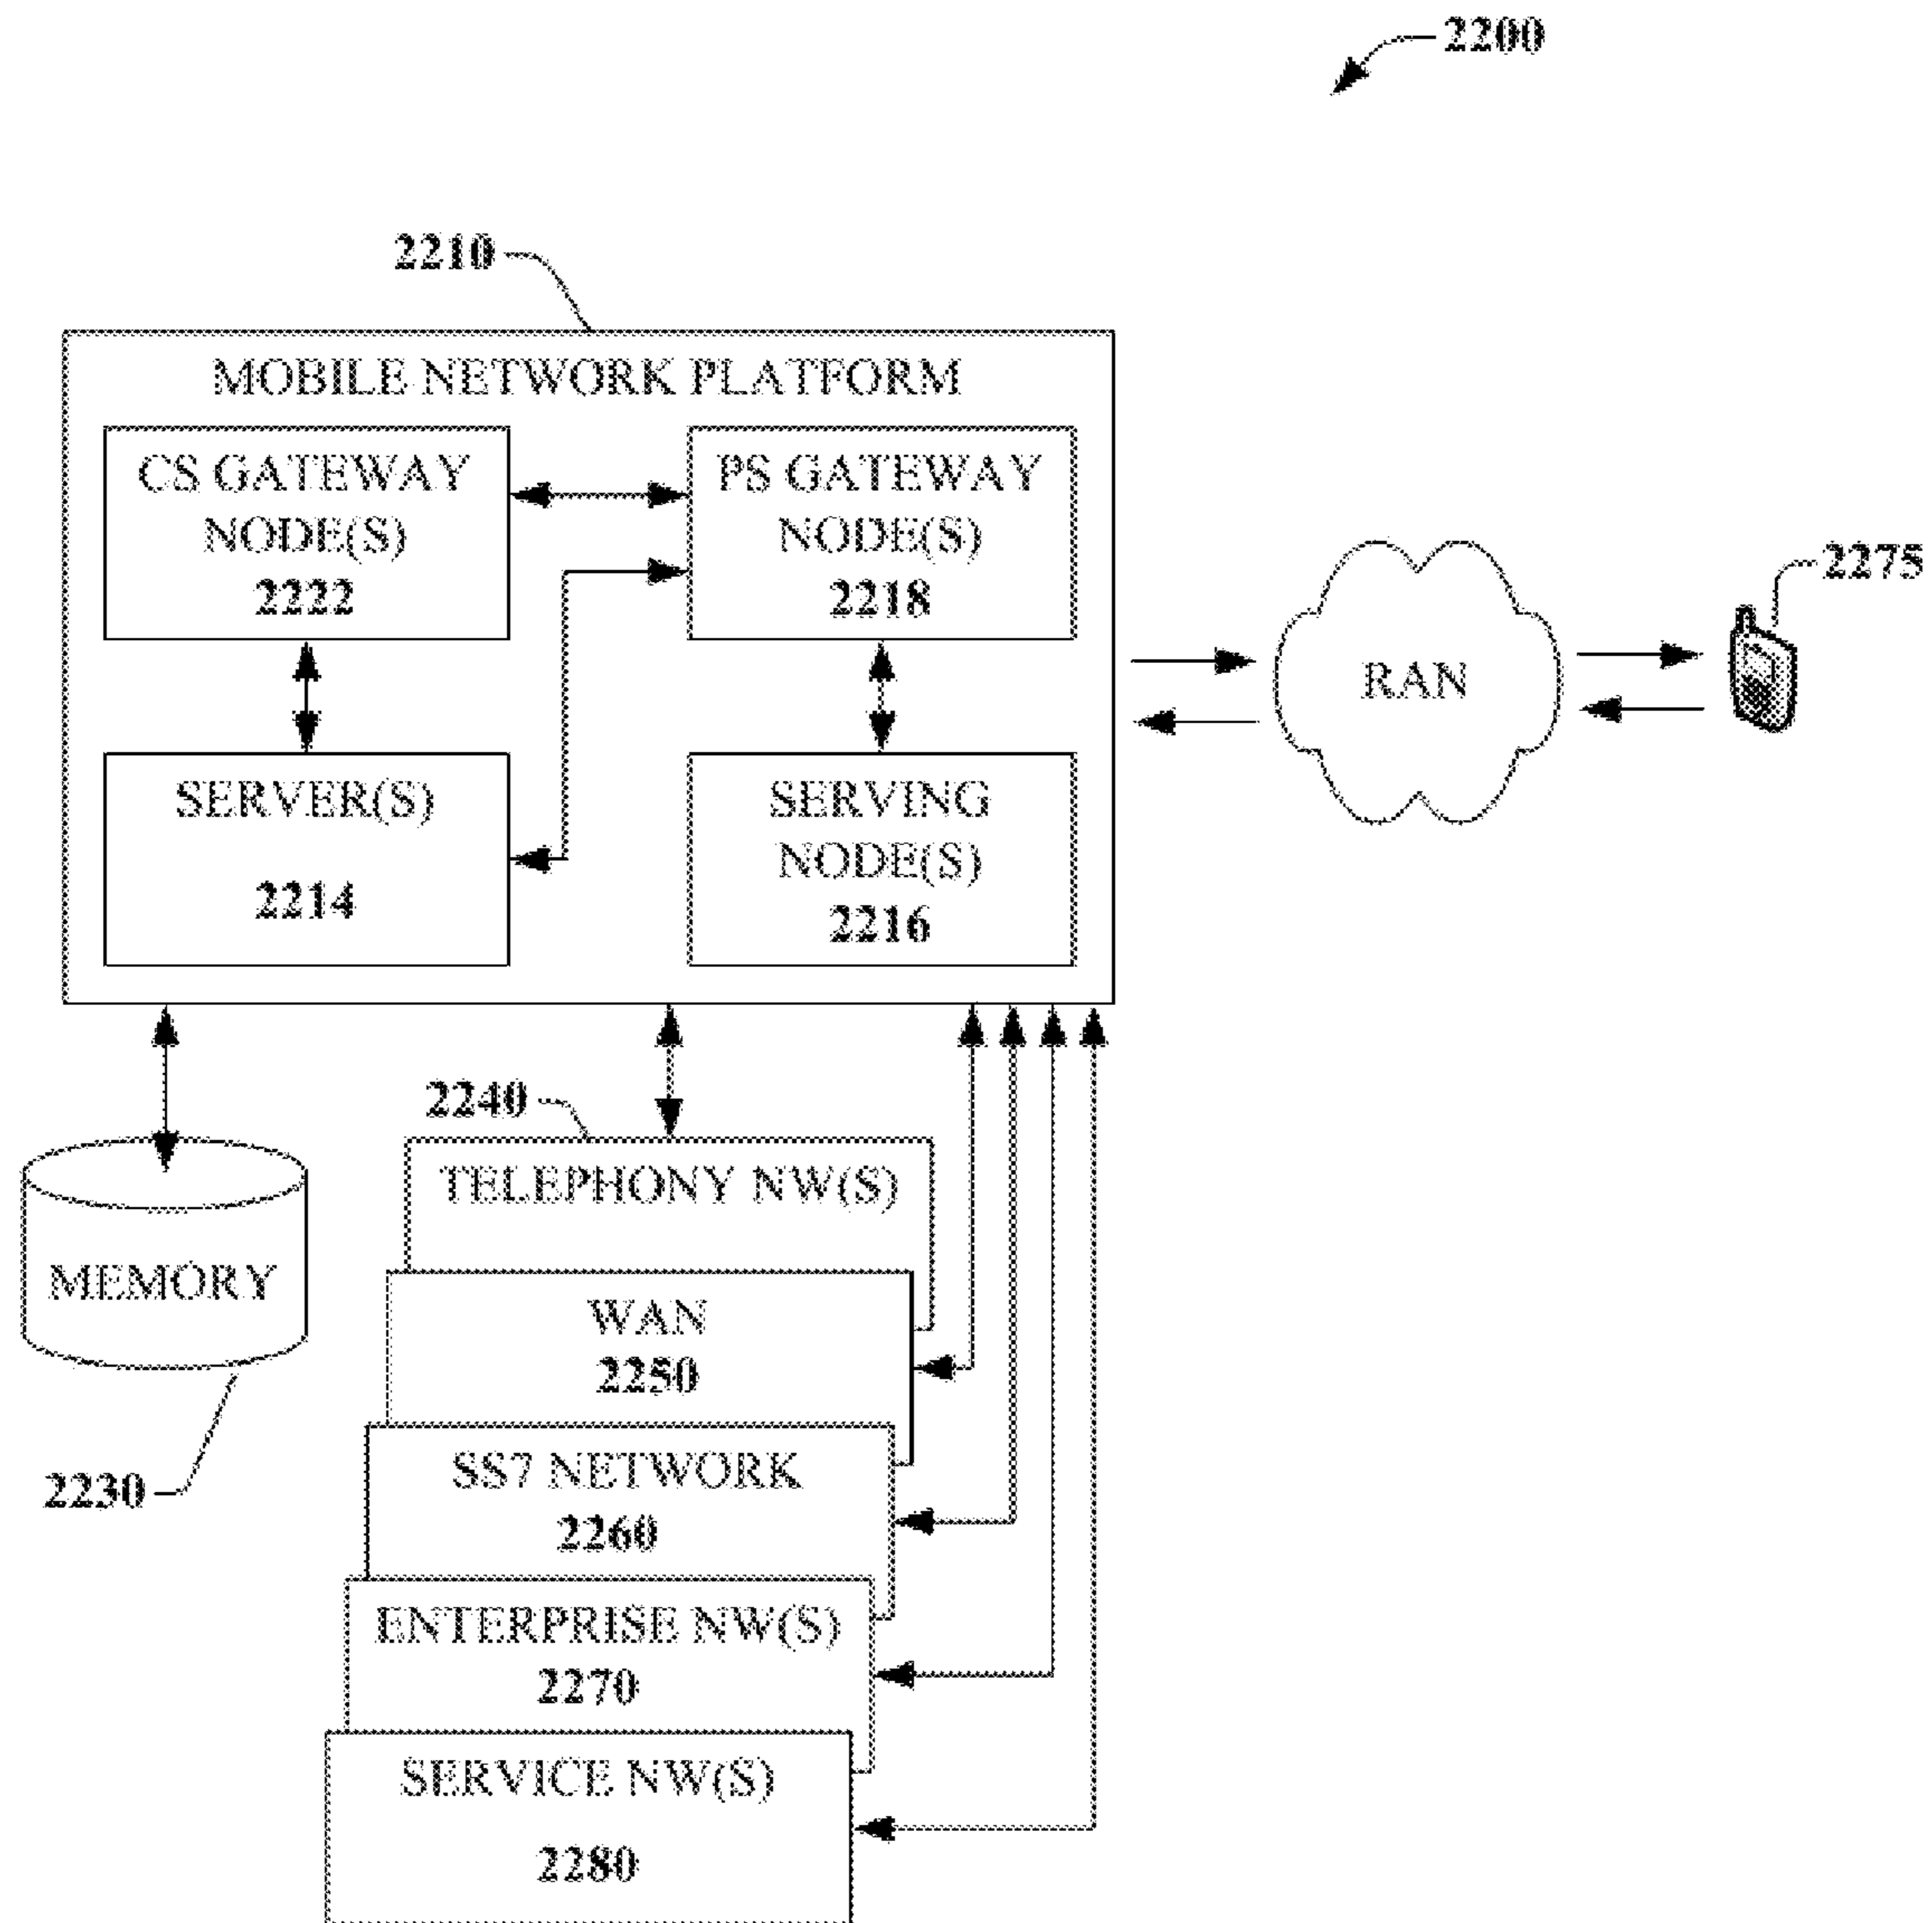 2200
2210
MOBILE NETWORK PLATFORM
CS GATEWAY
NODE(S)
2222
PS GATEWAY
NODE(S)
2218
SERVER(S)
2214
SERVING
NODE(S)
2216
RAN
2275
2240
TELEPHONY NW(S)
MEMORY
2230
WAN
2250
SS7 NETWORK
2260
ENTERPRISE NW(S)
2270
SERVICE NW(S)
2280